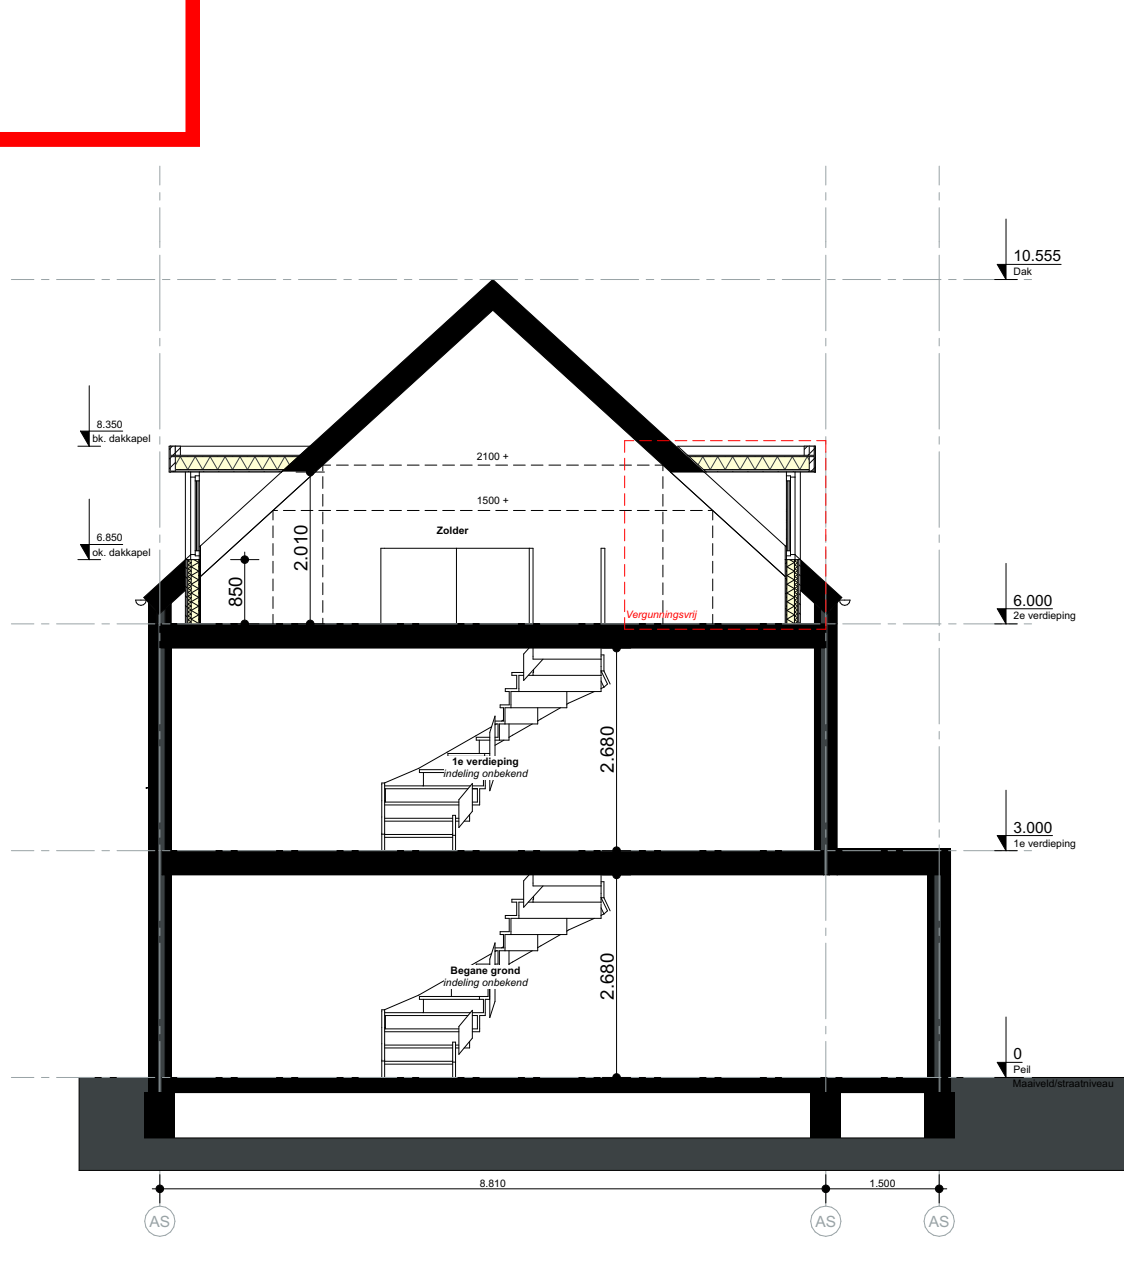 10.555
Dak
8.350
bk. dakkapel
2100 +
1500 +
Zolder
6.850
ok. dakkapel
2.010
850
Vergunningsvrij
6.000
2e verdieping
2.680
1e verdieping
indeling onbekend
3.000
1e verdieping
2.680
Begane grond
indeling onbekend
0
Peil
Maaiveld/straatniveau
8.810
1.500
AS
AS
AS